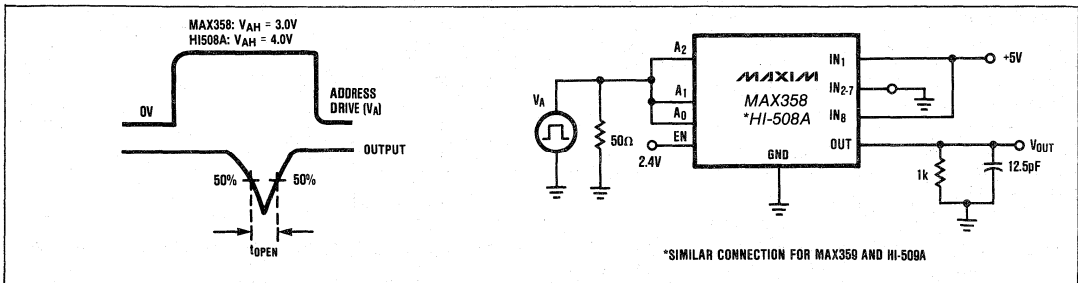 MAX358: VAH = 3.0V
HI508A: VAH = 4.0V
0V
ADDRESS
DRIVE (VA)
OUTPUT
50%
50%
tOPEN
VA
50Ω
A2
A1
A0
EN
2.4V
MAXIM
MAX358
*HI-508A
GND
IN1
IN2-7
IN8
OUT
+5V
VOUT
1k
12.5pF
*SIMILAR CONNECTION FOR MAX359 AND HI-509A